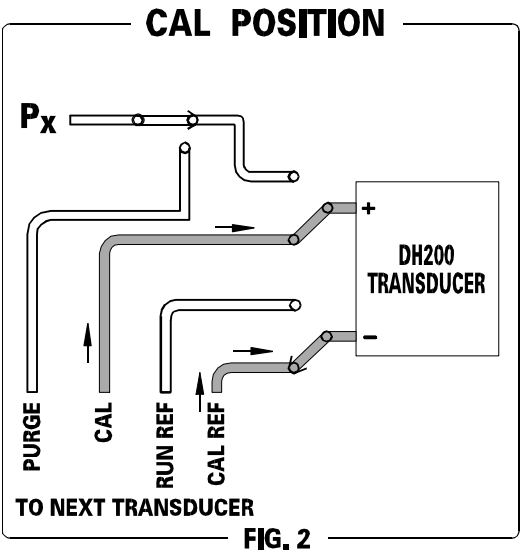 CAL POSITION
Px
+
DH200
TRANSDUCER
−
PURGE
CAL
RUN REF
CAL REF
TO NEXT TRANSDUCER
FIG. 2